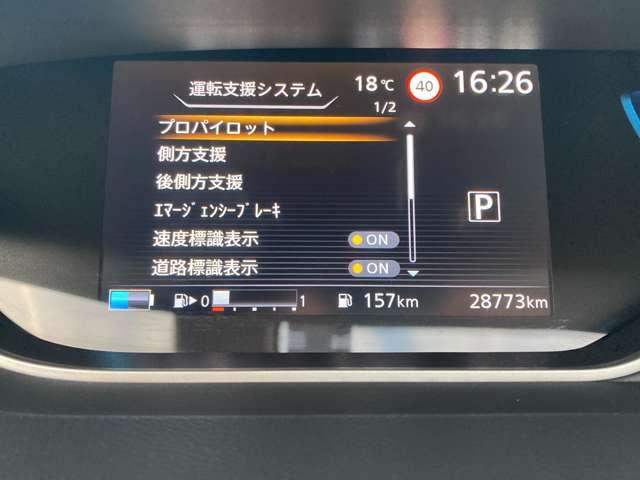 運転支援システム 18℃ 40 16:26
1/2
プロパイロット
側方支援
後側方支援
ｴﾏｰｼﾞｪﾝｼｰﾌﾞﾚｰｷ P
速度標識表示 ON
道路標識表示 ON
0 1 157km 28773km